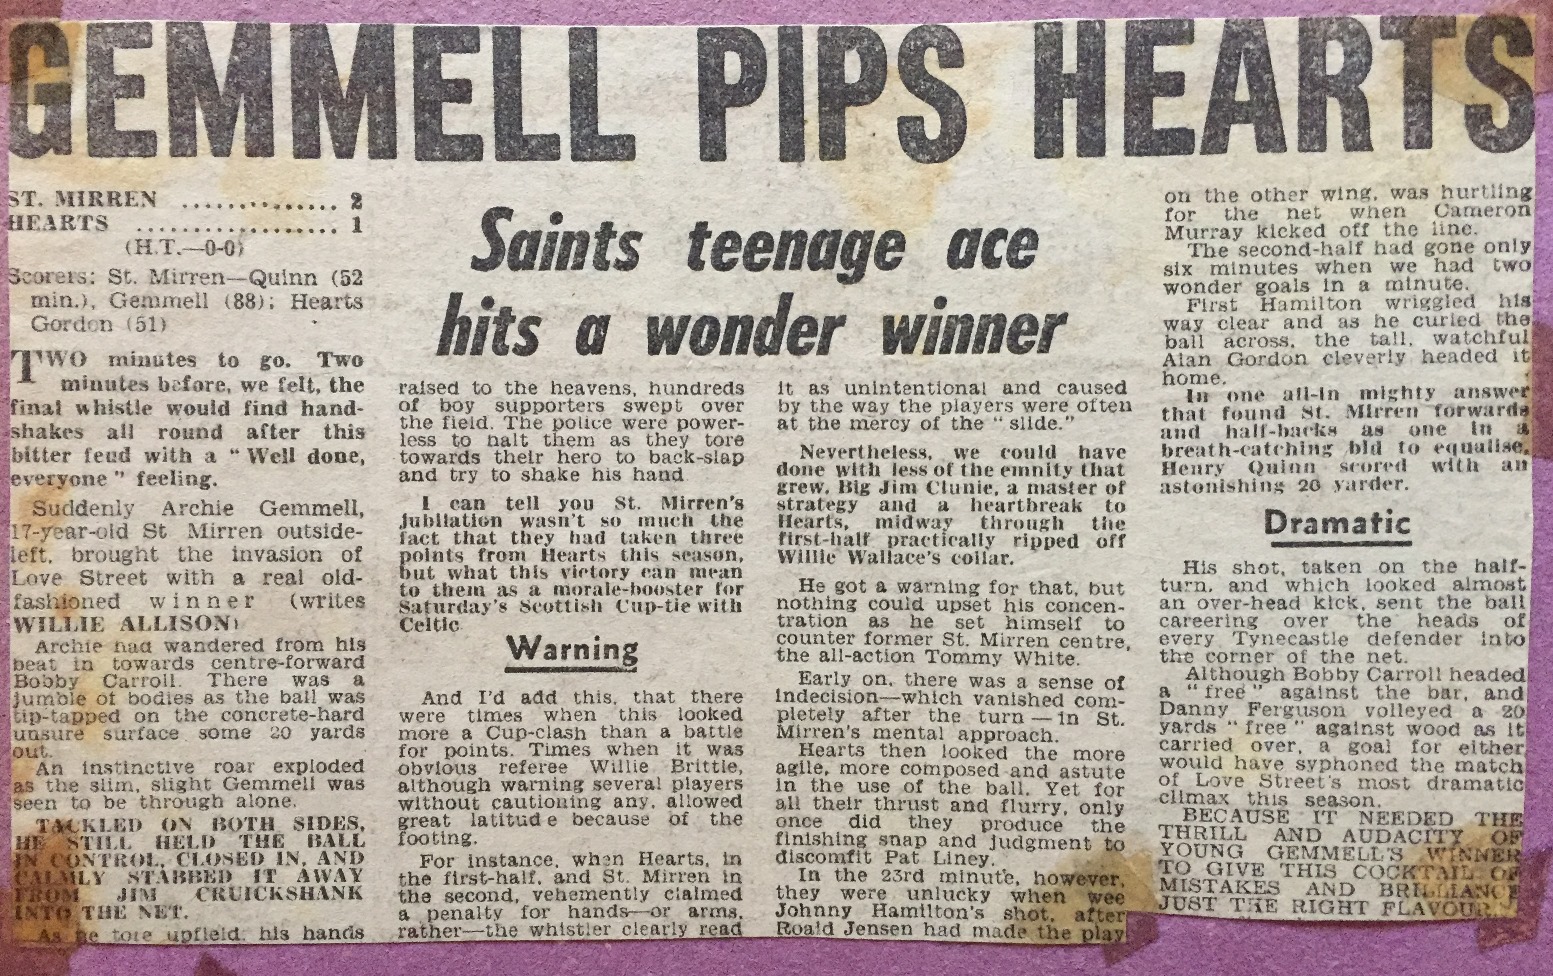 GEMMELL PIPS HEARTS
ST. MIRREN .............. 2
HEARTS .................. 1
(H.T.—0-0)
Scorers: St. Mirren—Quinn (52
min.), Gemmell (88); Hearts
Gordon (51)
TWO minutes to go. Two
minutes before, we felt, the
final whistle would find hand-
shakes all round after this
bitter feud with a "Well done,
everyone" feeling.
Suddenly Archie Gemmell,
17-year-old St Mirren outside-
left, brought the invasion of
Love Street with a real old-
fashioned winner (writes
WILLIE ALLISON)
Archie had wandered from his
beat in towards centre-forward
Bobby Carroll. There was a
jumble of bodies as the ball was
tip-tapped on the concrete-hard
unsure surface some 20 yards
out.
An instinctive roar exploded
as the slim, slight Gemmell was
seen to be through alone.
TACKLED ON BOTH SIDES,
HE STILL HELD THE BALL
IN CONTROL, CLOSED IN, AND
CALMLY STABBED IT AWAY
FROM JIM CRUICKSHANK
INTO THE NET.
As he tore upfield, his hands
Saints teenage ace
hits a wonder winner
raised to the heavens, hundreds
of boy supporters swept over
the field. The police were power-
less to halt them as they tore
towards their hero to back-slap
and try to shake his hand
I can tell you St. Mirren's
jubilation wasn't so much the
fact that they had taken three
points from Hearts this season,
but what this victory can mean
to them as a morale-booster for
Saturday's Scottish Cup-tie with
Celtic
Warning
And I'd add this, that there
were times when this looked
more a Cup-clash than a battle
for points. Times when it was
obvious referee Willie Brittle,
although warning several players
without cautioning any, allowed
great latitude because of the
footing.
For instance, when Hearts, in
the first-half, and St. Mirren in
the second, vehemently claimed
a penalty for hands—or arms,
rather—the whistler clearly read
it as unintentional and caused
by the way the players were often
at the mercy of the "slide."
Nevertheless, we could have
done with less of the emnity that
grew. Big Jim Clunie, a master of
strategy and a heartbreak to
Hearts, midway through the
first-half practically ripped off
Willie Wallace's collar.
He got a warning for that, but
nothing could upset his concen-
tration as he set himself to
counter former St. Mirren centre,
the all-action Tommy White.
Early on, there was a sense of
indecision—which vanished com-
pletely after the turn—in St.
Mirren's mental approach.
Hearts then looked the more
agile, more composed and astute
in the use of the ball. Yet for
all their thrust and flurry, only
once did they produce the
finishing snap and judgment to
discomfit Pat Liney.
In the 23rd minute, however,
they were unlucky when wee
Johnny Hamilton's shot, after
Roald Jensen had made the play
on the other wing, was hurtling
for the net when Cameron
Murray kicked off the line.
The second-half had gone only
six minutes when we had two
wonder goals in a minute.
First Hamilton wriggled his
way clear and as he curled the
ball across, the tall, watchful
Alan Gordon cleverly headed it
home.
In one all-in mighty answer
that found St. Mirren forwards
and half-backs as one in a
breath-catching bid to equalise,
Henry Quinn scored with an
astonishing 20 yarder.
Dramatic
His shot, taken on the half-
turn, and which looked almost
an over-head kick, sent the ball
careering over the heads of
every Tynecastle defender into
the corner of the net.
Although Bobby Carroll headed
a "free" against the bar, and
Danny Ferguson volleyed a 20
yards "free" against wood as it
carried over, a goal for either
would have syphoned the match
of Love Street's most dramatic
climax this season.
BECAUSE IT NEEDED THE
THRILL AND AUDACITY OF
YOUNG GEMMELL'S WINNER
TO GIVE THIS COCKTAIL OF
MISTAKES AND BRILLIANCE
JUST THE RIGHT FLAVOUR.